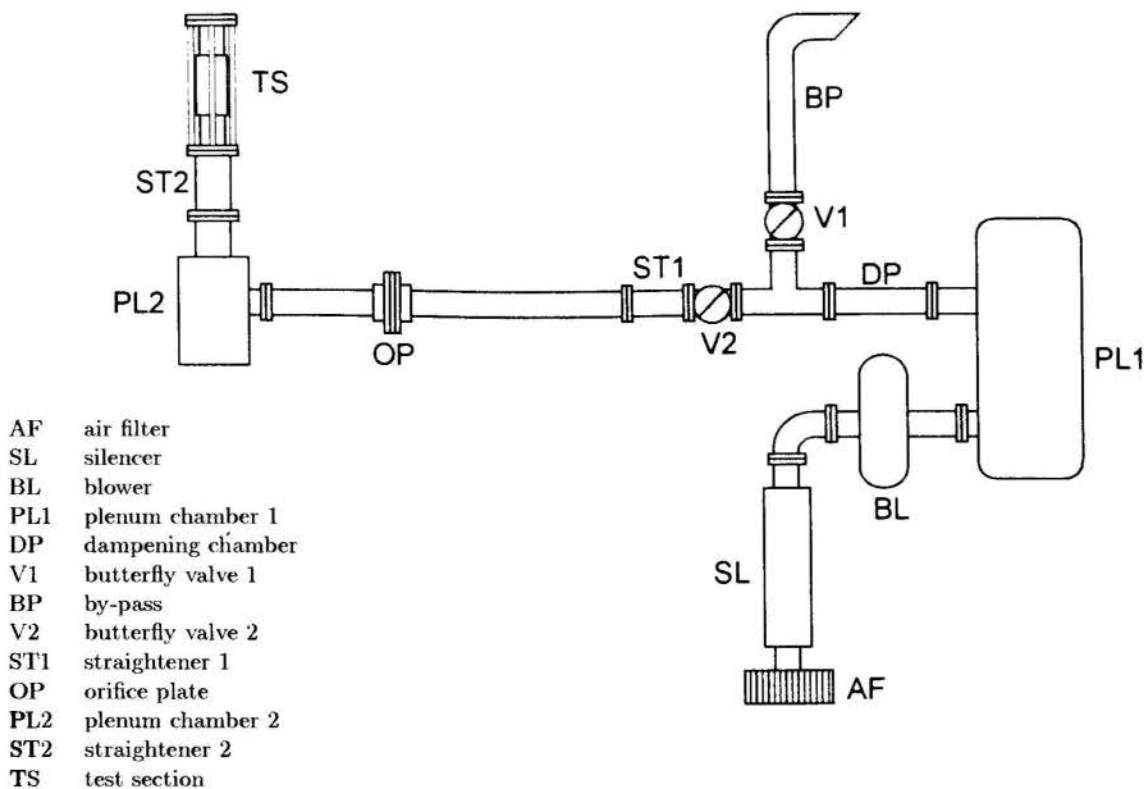 TS
BP
ST2
V1
ST1
DP
PL2
OP
V2
PL1
BL
SL
AF
AF air filter
SL silencer
BL blower
PL1 plenum chamber 1
DP dampening chamber
V1 butterfly valve 1
BP by-pass
V2 butterfly valve 2
ST1 straightener 1
OP orifice plate
PL2 plenum chamber 2
ST2 straightener 2
TS test section